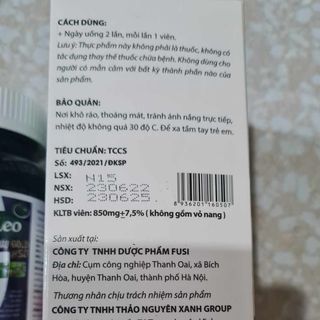 CÁCH DÙNG:
+ Ngày uống 2 lần, mỗi lần 1 viên.
Lưu ý: Thực phẩm này không phải là thuốc, không có
tác dụng thay thế thuốc chữa bệnh. Không dùng cho
người có mẫn cảm với bất kỳ thành phần nào của
sản phẩm.
BẢO QUẢN:
Nơi khô ráo, thoáng mát, tránh ánh nắng trực tiếp,
nhiệt độ không quá 30 độ C. Để xa tầm tay trẻ em.
TIÊU CHUẨN: TCCS
Số: 493/2021/ĐKSP
LSX: N15
NSX: 230622
HSD: 230625
8 936201 160507
KLTB viên: 850mg±7,5% ( không gồm vỏ nang )
Sản xuất tại:
CÔNG TY TNHH DƯỢC PHẨM FUSI
Địa chỉ: Cụm công nghiệp Thanh Oai, xã Bích
Hòa, huyện Thanh Oai, thành phố Hà Nội.
Thương nhân chịu trách nhiệm sản phẩm
CÔNG TY TNHH THẢO NGUYÊN XANH GROUP